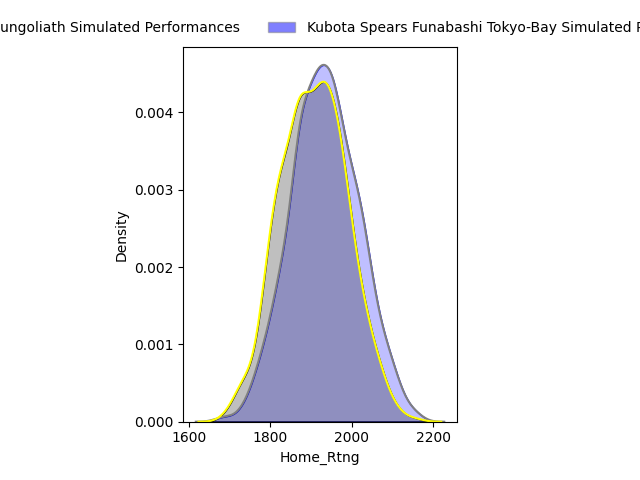 ungoliath Simulated Performances
Kubota Spears Funabashi Tokyo-Bay Simulated
0.004
0.003
0.002
0.001
0.000
Density
1600 1800 2000 2200
Home_Rtng